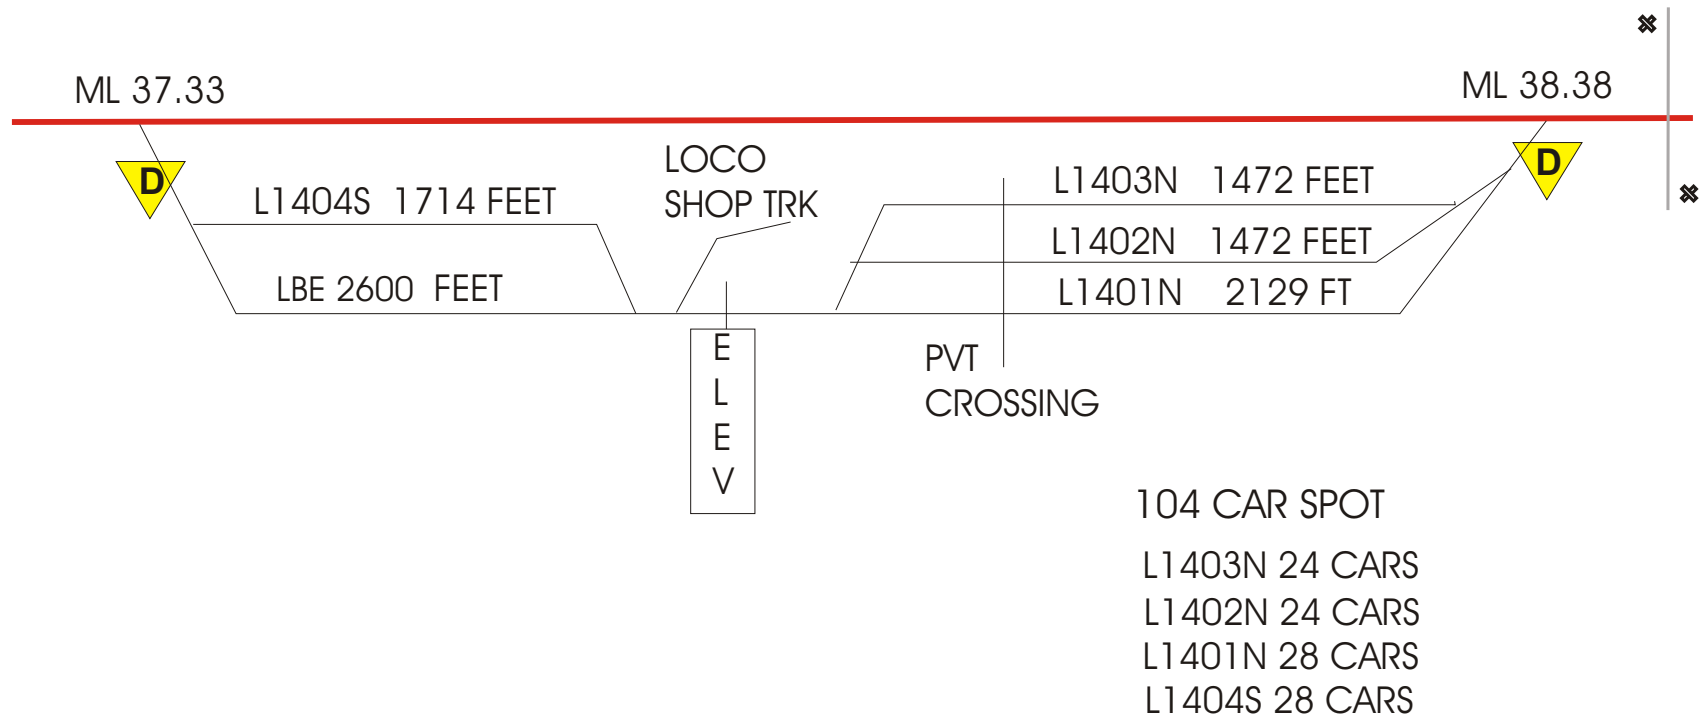 ML 37.33
ML 38.38
D
D
LOCO
SHOP TRK
L1404S 1714 FEET
L1403N 1472 FEET
L1402N 1472 FEET
LBE 2600 FEET
L1401N 2129 FT
E
L
E
V
PVT
CROSSING
104 CAR SPOT
L1403N 24 CARS
L1402N 24 CARS
L1401N 28 CARS
L1404S 28 CARS